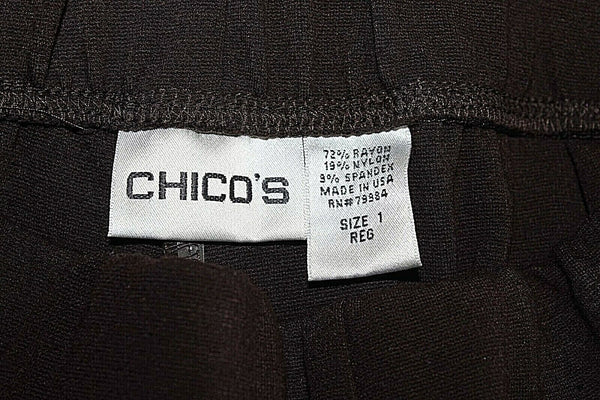 CHICO'S
72% RAYON
19% NYLON
9% SPANDEX
MADE IN USA
RN#79984
SIZE 1
REG